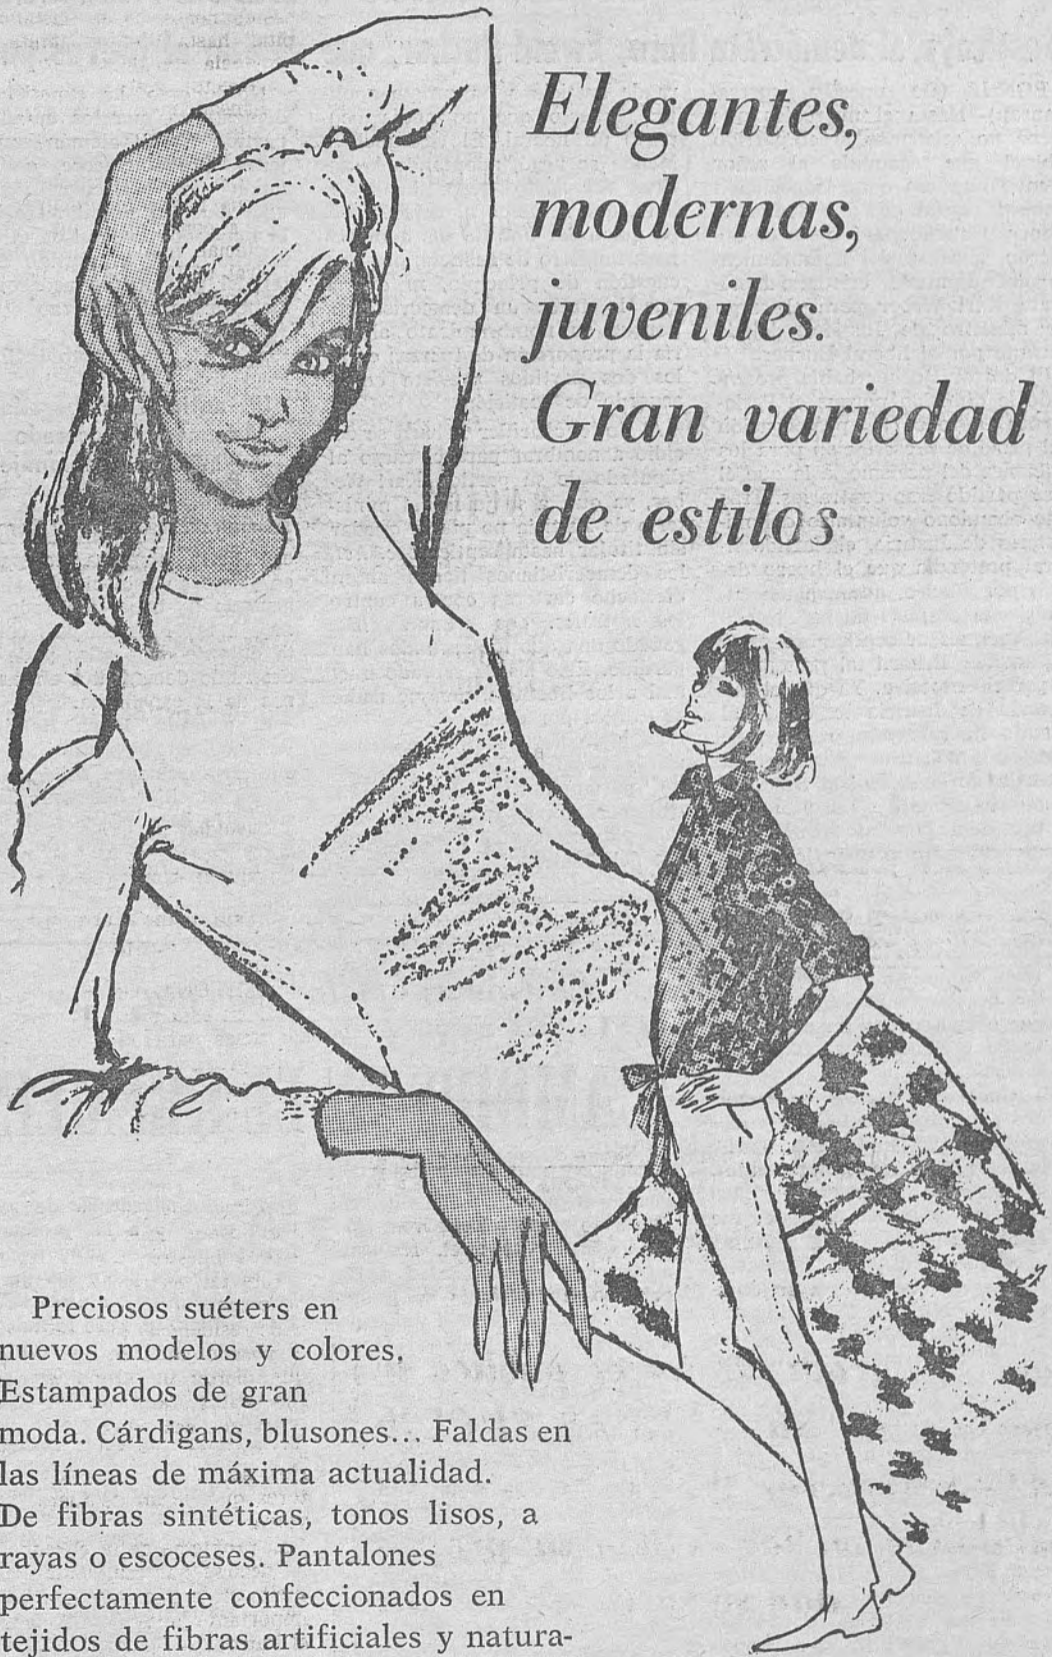 Elegantes,
modernas,
juveniles.
Gran variedad
de estilos
Preciosos suéters en
nuevos modelos y colores.
Estampados de gran
moda. Cárdigans, blusones... Faldas en
las líneas de máxima actualidad.
De fibras sintéticas, tonos lisos, a
rayas o escoceses. Pantalones
perfectamente confeccionados en
tejidos de fibras artificiales y natura-